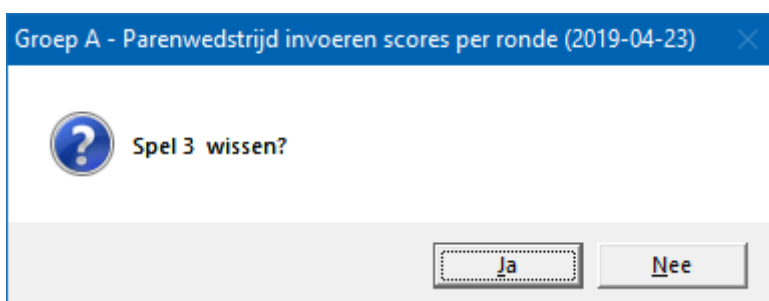 Groep A - Parenwedstrijd invoeren scores per ronde (2019-04-23)
Spel 3 wissen?
Ja
Nee